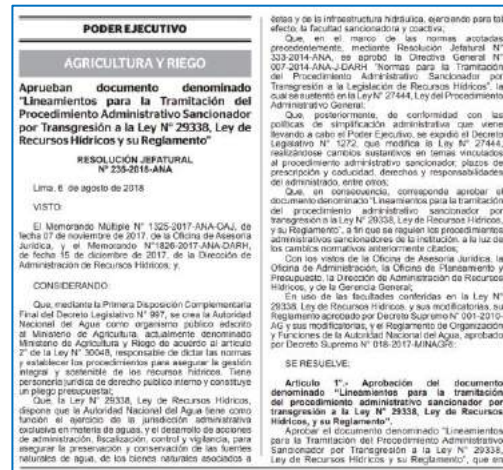 PODER EJECUTIVO
AGRICULTURA Y RIEGO
Aprueban documento denominado
"Lineamientos para la Tramitación del
Procedimiento Administrativo Sancionador
por Transgresión a la Ley N° 29338, Ley de
Recursos Hídricos y su Reglamento"
RESOLUCIÓN JEFATURAL
N° 235-2018-ANA
Lima, 6 de agosto de 2018
VISTO:
El Memorando Múltiple N° 1325-2017-ANA-OAJ, de
fecha 07 de noviembre de 2017, de la Oficina de Asesoría
Jurídica, y el Memorando N°1826-2017-ANA-DARH,
de fecha 15 de diciembre de 2017, de la Dirección de
Administración de Recursos Hídricos; y,
CONSIDERANDO:
Que, mediante la Primera Disposición Complementaria
Final del Decreto Legislativo N° 997, se crea la Autoridad
Nacional del Agua como organismo público adscrito
al Ministerio de Agricultura, actualmente denominado
Ministerio de Agricultura y Riego de acuerdo al artículo
2° de la Ley N° 30048, responsable de dictar las normas
y establecer los procedimientos para asegurar la gestión
integral y sostenible de los recursos hídricos. Tiene
personería jurídica de derecho público interno y constituye
un pliego presupuestal;
Que, la Ley N° 29338, Ley de Recursos Hídricos,
dispone que la Autoridad Nacional del Agua tiene como
función el ejercicio de la jurisdicción administrativa
exclusiva en materia de aguas, y el desarrollo de acciones
de administración, fiscalización, control y vigilancia, para
asegurar la preservación y conservación de las fuentes
naturales de agua, de los bienes naturales asociados a
éstas y de la infraestructura hidráulica, ejerciendo para tal
efecto, la facultad sancionadora y coactiva;
Que, en el marco de las normas acotadas
precedentemente, mediante Resolución Jefatural N°
333-2014-ANA, se aprobó la Directiva General N°
007-2014-ANA-J-DARH "Normas para la Tramitación
del Procedimiento Administrativo Sancionador por
Transgresión a la Legislación de Recursos Hídricos", la
cual se sustentó en la Ley N° 27444, Ley del Procedimiento
Administrativo General;
Que, posteriormente, de conformidad con las
políticas de simplificación administrativa que viene
llevando a cabo el Poder Ejecutivo, se expidió el Decreto
Legislativo N° 1272, que modifica la Ley N° 27444,
realizándose cambios sustantivos en temas vinculados
al procedimiento administrativo sancionador, plazos de
prescripción y caducidad, derechos y responsabilidades
del administrado, entre otros;
Que, en consecuencia, corresponde aprobar el
documento denominado "Lineamientos para la tramitación
del procedimiento administrativo sancionador por
transgresión a la Ley N° 29338, Ley de Recursos Hídricos,
y su Reglamento", a fin que se regulen los procedimientos
administrativos sancionadores de la institución, a la luz de
los cambios normativos anteriormente citados;
Con los vistos de la Oficina de Asesoría Jurídica, la
Oficina de Administración, la Oficina de Planeamiento y
Presupuesto, la Dirección de Administración de Recursos
Hídricos, y de la Gerencia General;
En uso de las facultades conferidas en la Ley N°
29338, Ley de Recursos Hídricos, y sus modificatorias, su
Reglamento aprobado por Decreto Supremo N° 001-2010-
AG y sus modificatorias, y el Reglamento de Organización
y Funciones de la Autoridad Nacional del Agua, aprobado
por Decreto Supremo N° 018-2017-MINAGRI;
SE RESUELVE:
Artículo 1°.- Aprobación del documento
denominado "Lineamientos para la tramitación
del procedimiento administrativo sancionador por
transgresión a la Ley N° 29338, Ley de Recursos
Hídricos, y su Reglamento".
Aprobar el documento denominado "Lineamientos
para la Tramitación del Procedimiento Administrativo
Sancionador por Transgresión a la Ley N° 29338,
Ley de Recursos Hídricos, y su Reglamento", que en